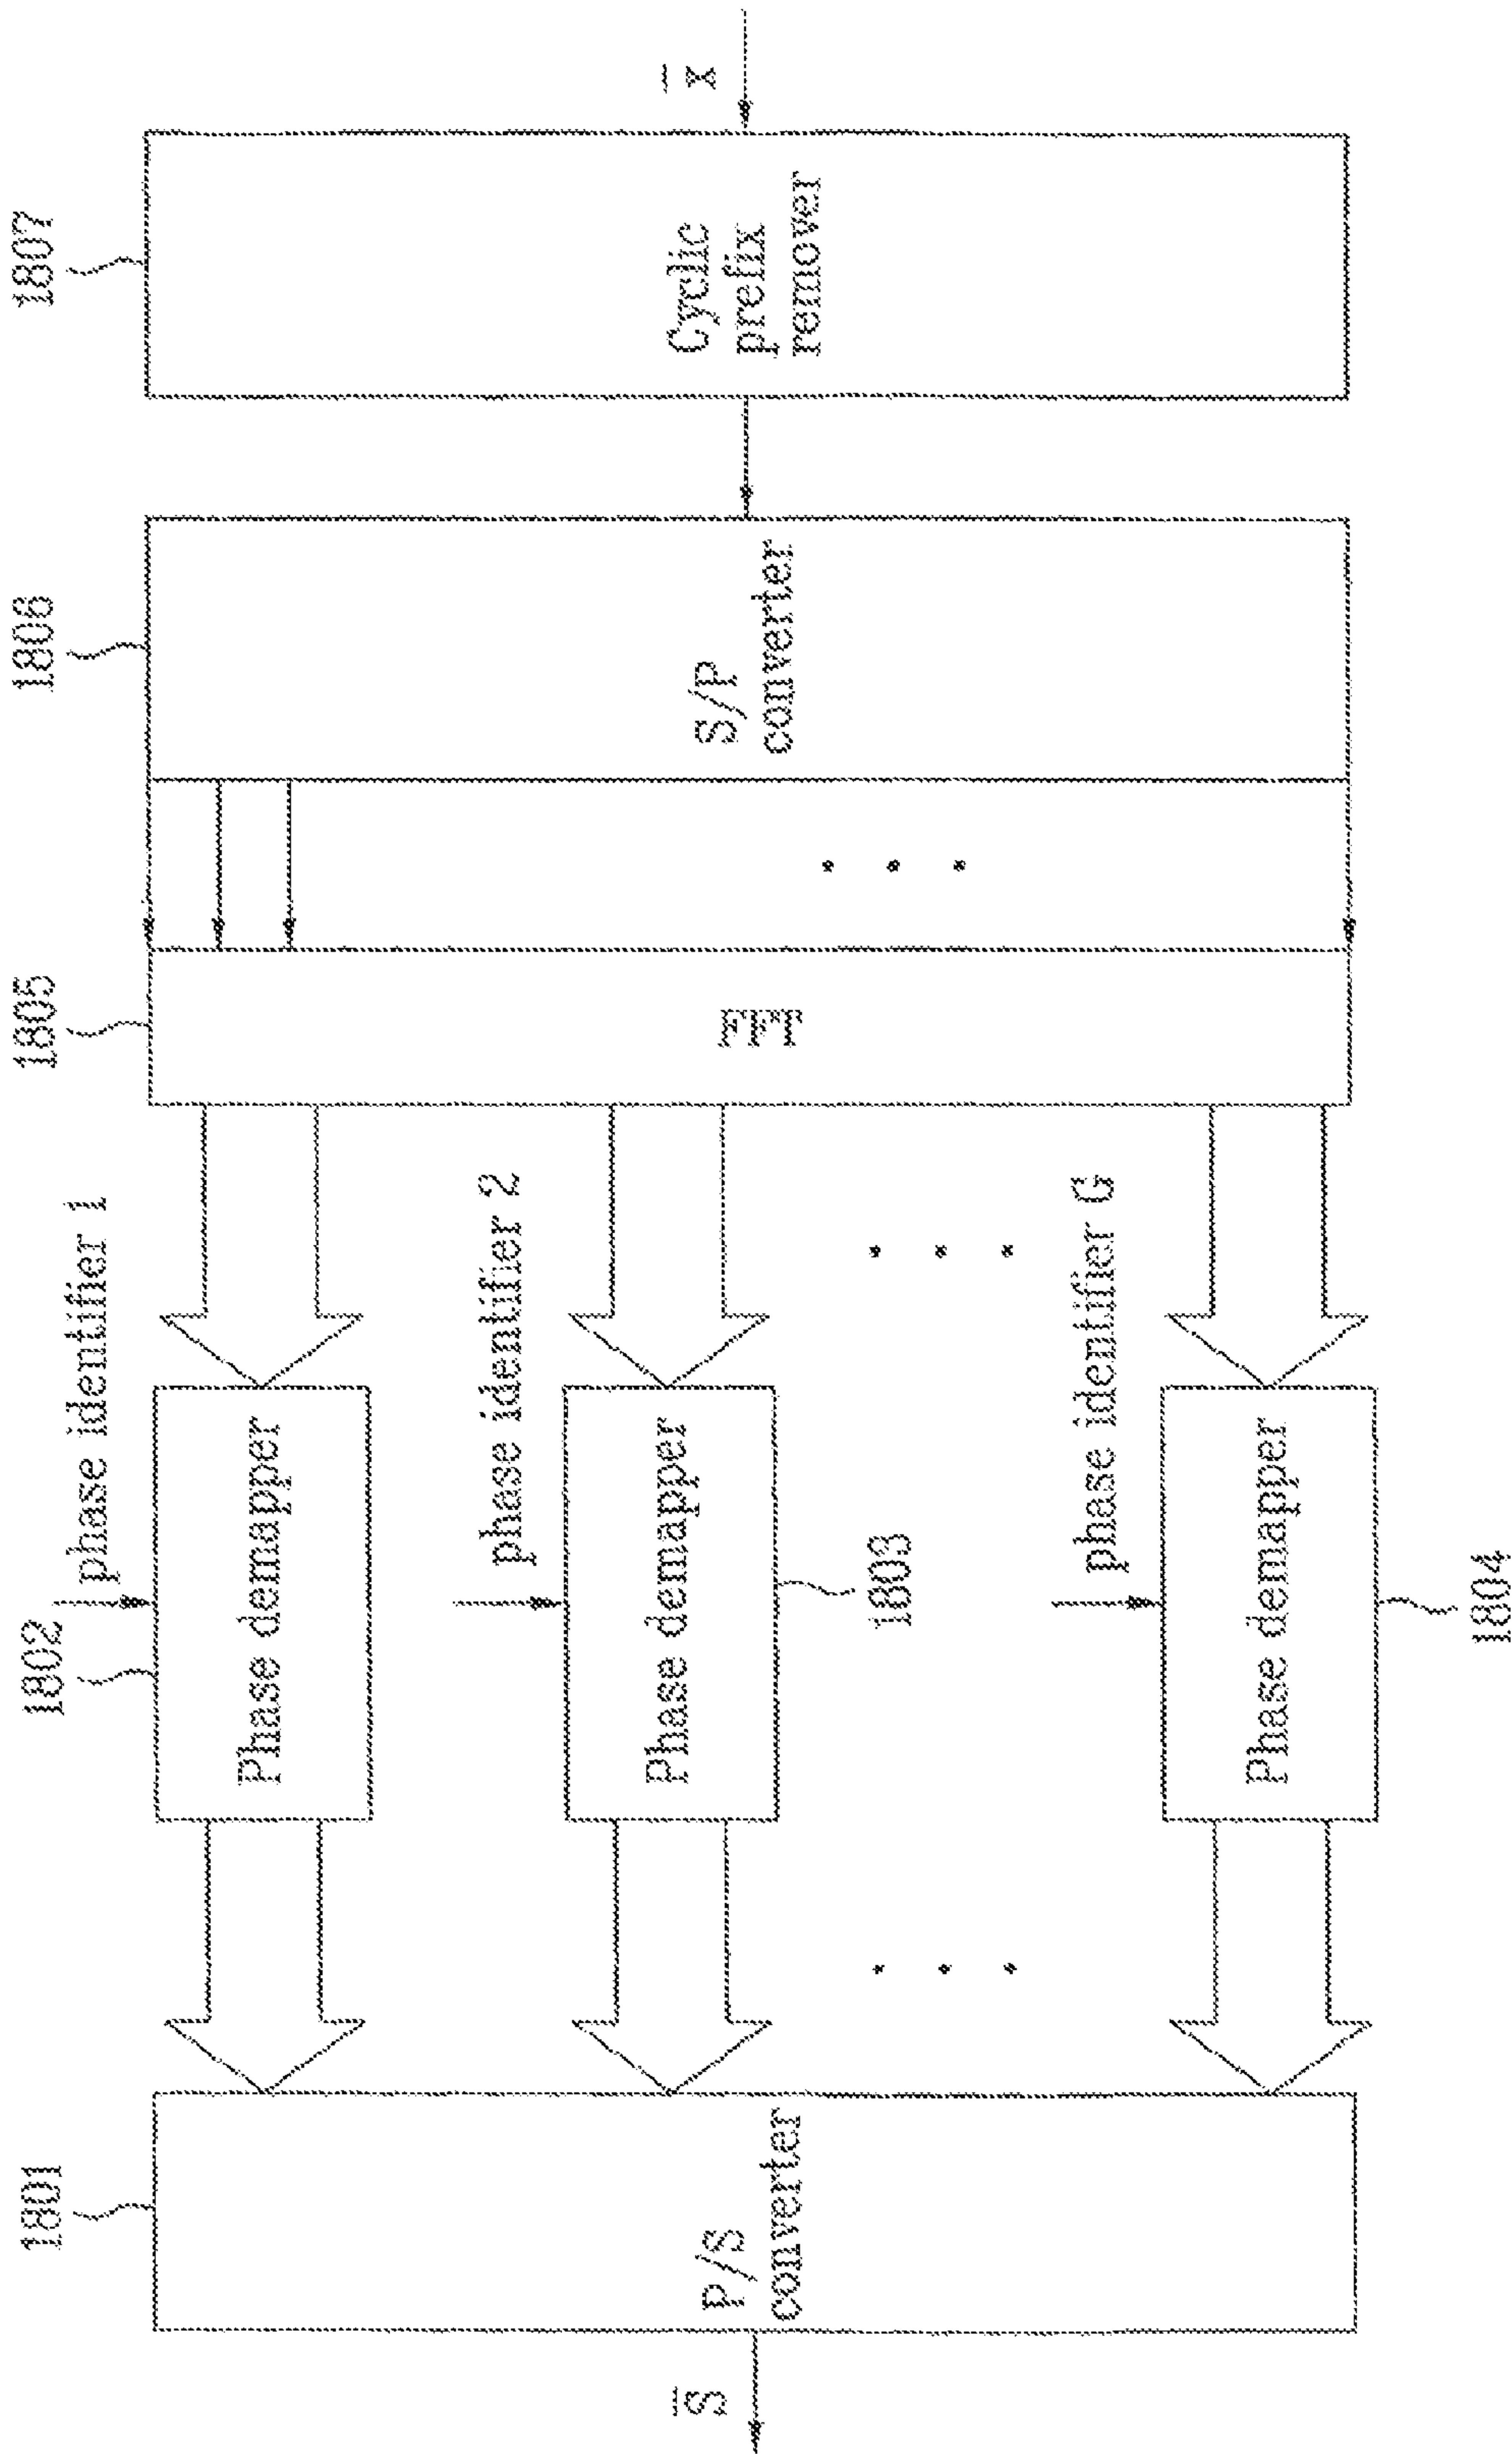 1801
P/S
converter
S̄
1802
phase identifier 1
Phase demapper
phase identifier 2
Phase demapper
1803
phase identifier G
Phase demapper
1804
1805
FFT
1806
S/P
converter
1807
Cyclic
prefix
remover
x̄